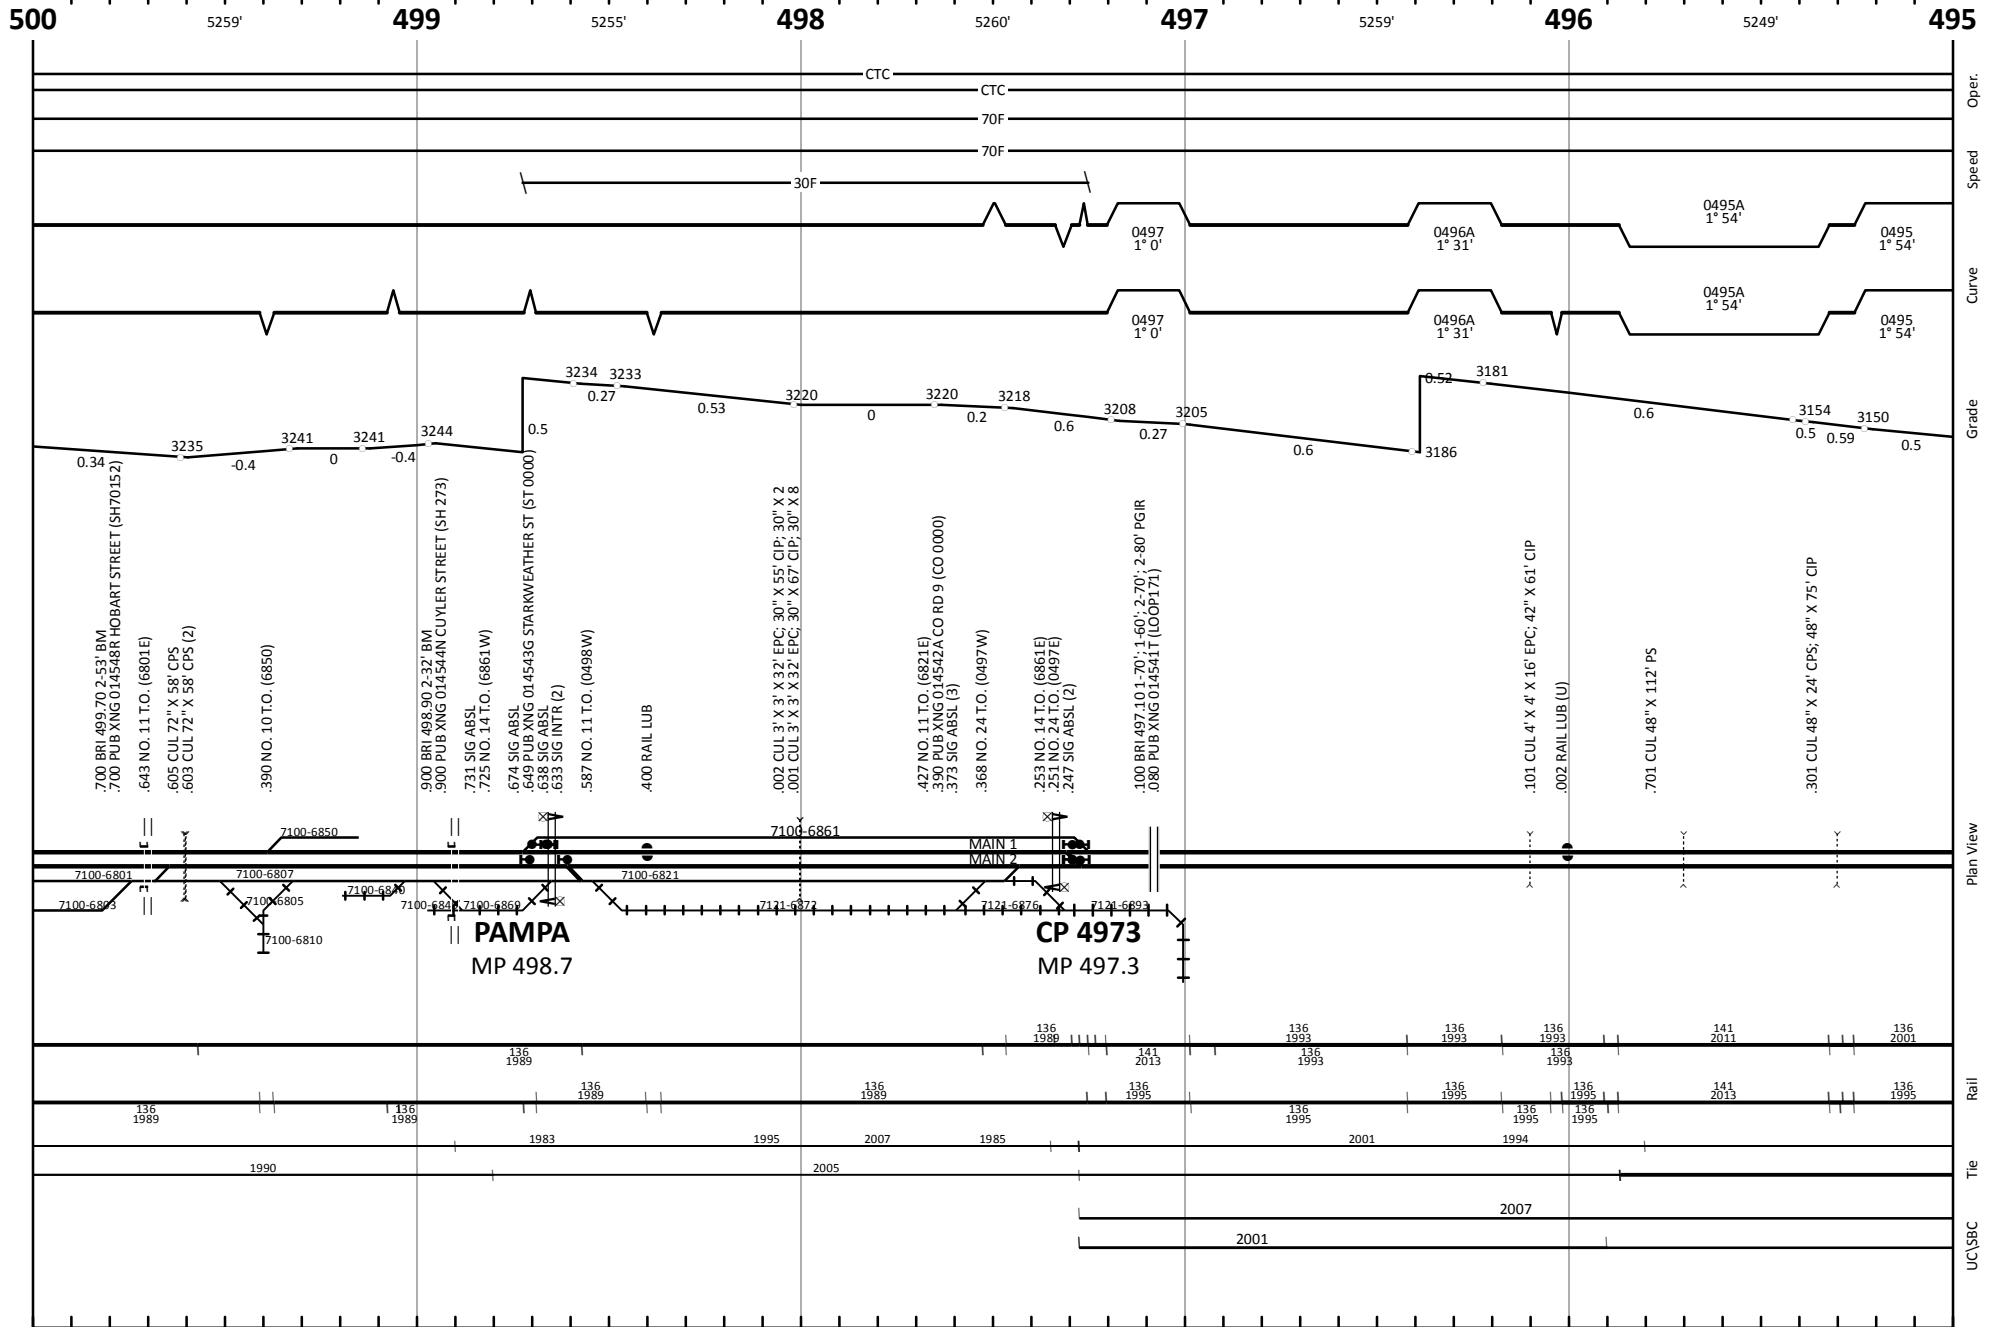 500
5259'
499
5255'
498
5260'
497
5259'
496
5249'
495
CTC
CTC
Oper.
70F
70F
30F
Speed
0497
1° 0'
0496A
1° 31'
0495A
1° 54'
0495
1° 54'
0497
1° 0'
0496A
1° 31'
0495A
1° 54'
0495
1° 54'
Curve
0.34
3235
-0.4
3241
0
3241
-0.4
3244
0.5
3234
0.27
3233
0.53
3220
0
3220
0.2
3218
0.6
3208
0.27
3205
0.6
3186
0.52
3181
0.6
3154
0.5
0.59
3150
0.5
Grade
.700 BRI 499.70 2-53' BM
.700 PUB XNG 014548R HOBART STREET (SH70152)
.643 NO. 11 T.O. (6801E)
.605 CUL 72" X 58' CPS
.603 CUL 72" X 58' CPS (2)
.390 NO. 10 T.O. (6850)
.900 BRI 498.90 2-32' BM
.900 PUB XNG 014544N CUYLER STREET (SH 273)
.731 SIG ABSL
.725 NO. 14 T.O. (6861W)
.674 SIG ABSL
.649 PUB XNG 014543G STARKWEATHER ST (ST 0000)
.638 SIG ABSL
.633 SIG INTR (2)
.587 NO. 11 T.O. (0498W)
.400 RAIL LUB
.002 CUL 3' X 3' X 32' EPC; 30" X 55' CIP; 30" X 2
.001 CUL 3' X 3' X 32' EPC; 30" X 67' CIP; 30" X 8
.427 NO. 11 T.O. (6821E)
.390 PUB XNG 014542A CO RD 9 (CO 0000)
.373 SIG ABSL (3)
.368 NO. 24 T.O. (0497W)
.253 NO. 14 T.O. (6861E)
.251 NO. 24 T.O. (0497E)
.247 SIG ABSL (2)
.100 BRI 497.10 1-70'; 1-60'; 2-70'; 2-80' PGIR
.080 PUB XNG 014541T (LOOP171)
.101 CUL 4' X 4' X 16' EPC; 42" X 61' CIP
.002 RAIL LUB (U)
.701 CUL 48" X 112' PS
.301 CUL 48" X 24' CPS; 48" X 75' CIP
7100-6850
7100-6861
MAIN 1
MAIN 2
7100-6801
7100-6807
7100-6821
7100-6840
7100-6803
7100-6805
7100-6869
7121-6872
7121-6876
7121-6893
7100-6810
Plan View
PAMPA
MP 498.7
CP 4973
MP 497.3
136
1989
136
1989
141
2013
136
1993
136
1993
136
1993
136
1993
136
1993
141
2011
136
2001
136
1989
136
1989
136
1989
136
1989
136
1995
136
1995
136
1995
136
1995
136
1995
136
1995
141
2013
136
1995
Rail
1983
1995
2007
1985
2001
1994
1990
2005
Tie
2007
2001
UC\SBC